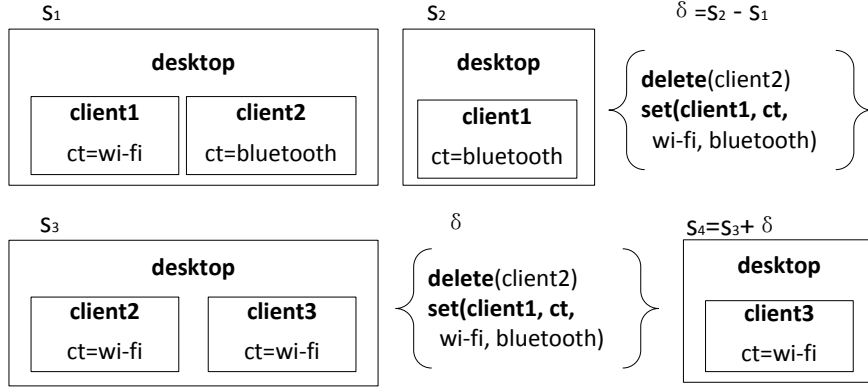 S₁
desktop
client1
ct=wi-fi
client2
ct=bluetooth
S₂
desktop
client1
ct=bluetooth
δ =S₂ - S₁
delete(client2)
set(client1, ct,
wi-fi, bluetooth)
S₃
desktop
client2
ct=wi-fi
client3
ct=wi-fi
δ
delete(client2)
set(client1, ct,
wi-fi, bluetooth)
S₄=S₃+ δ
desktop
client3
ct=wi-fi